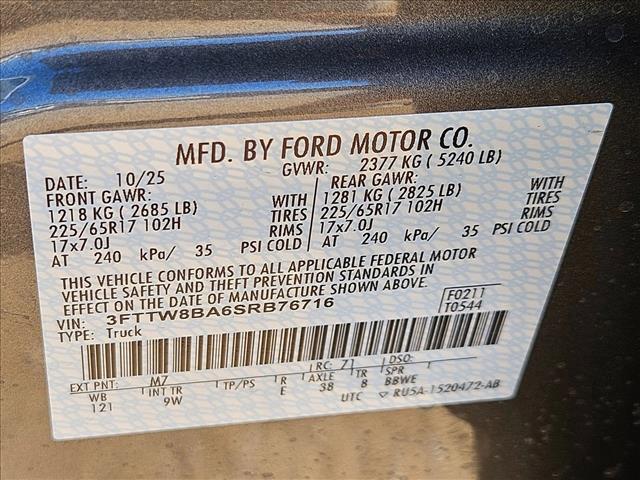 MFD. BY FORD MOTOR CO.
DATE: 10/25 GVWR: 2377 KG ( 5240 LB)
FRONT GAWR: REAR GAWR:
1218 KG ( 2685 LB) WITH 1281 KG ( 2825 LB) WITH
225/65R17 102H TIRES 225/65R17 102H TIRES
17x7.0J RIMS 17x7.0J RIMS
AT 240 kPa/ 35 PSI COLD AT 240 kPa/ 35 PSI COLD
THIS VEHICLE CONFORMS TO ALL APPLICABLE FEDERAL MOTOR
VEHICLE SAFETY AND THEFT PREVENTION STANDARDS IN
EFFECT ON THE DATE OF MANUFACTURE SHOWN ABOVE.
VIN: 3FTTW8BA6SRB76716 F0211
TYPE: Truck T0544
EXT PNT: M7 RC: 71 DSO:
WB INT TR TP/PS R AXLE TR SPR
121 9W E 38 8 BBWE
UTC ▽ RU5A-1520472-AB